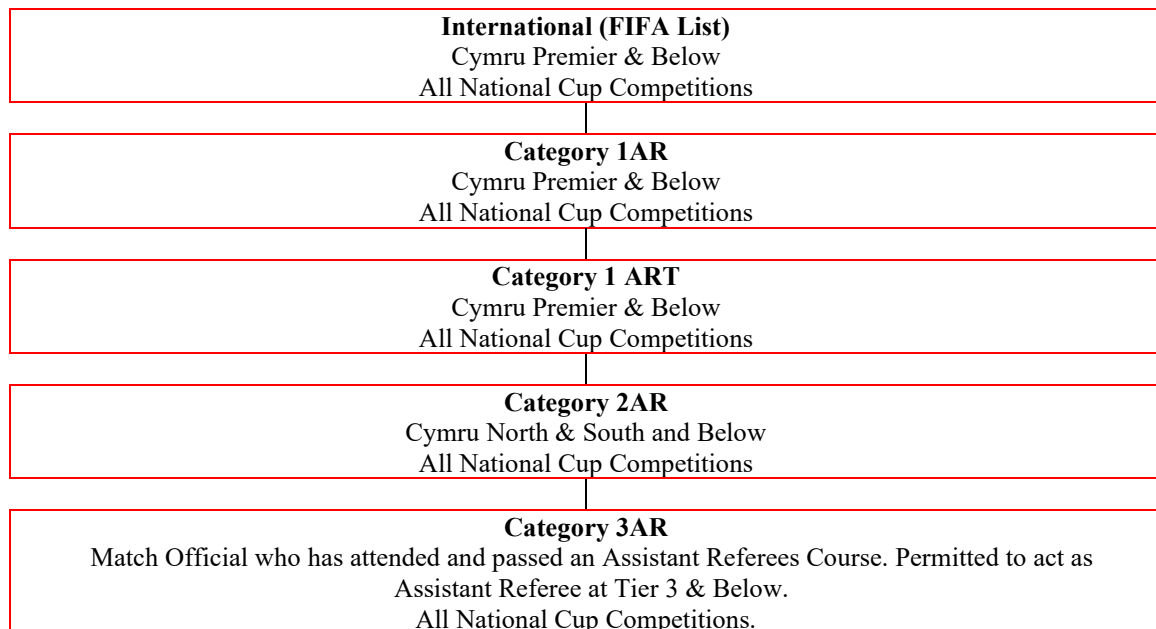 International (FIFA List)
Cymru Premier & Below
All National Cup Competitions
Category 1AR
Cymru Premier & Below
All National Cup Competitions
Category 1 ART
Cymru Premier & Below
All National Cup Competitions
Category 2AR
Cymru North & South and Below
All National Cup Competitions
Category 3AR
Match Official who has attended and passed an Assistant Referees Course. Permitted to act as
Assistant Referee at Tier 3 & Below.
All National Cup Competitions.